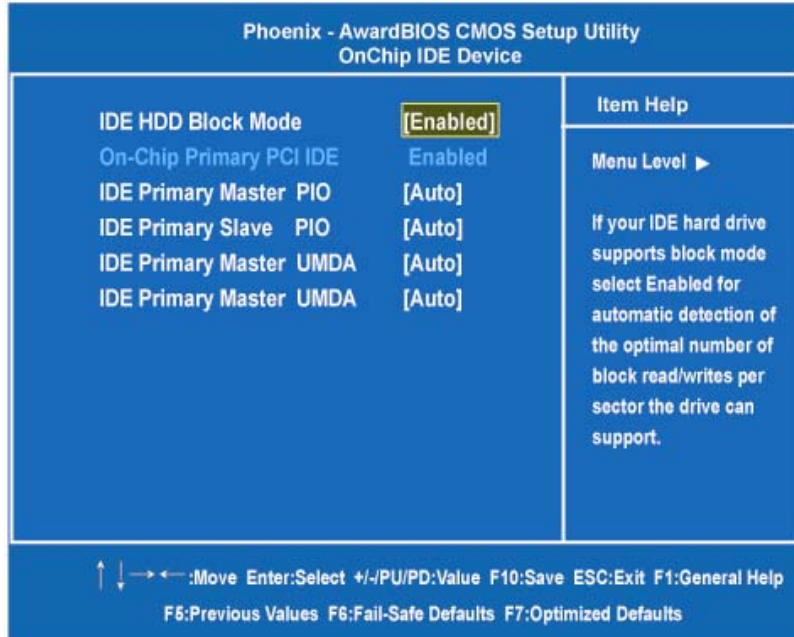 Phoenix - AwardBIOS CMOS Setup Utility
OnChip IDE Device
IDE HDD Block Mode [Enabled]
On-Chip Primary PCI IDE Enabled
IDE Primary Master PIO [Auto]
IDE Primary Slave PIO [Auto]
IDE Primary Master UMDA [Auto]
IDE Primary Master UMDA [Auto]
Item Help
Menu Level ▶
If your IDE hard drive
supports block mode
select Enabled for
automatic detection of
the optimal number of
block read/writes per
sector the drive can
support.
↑ ↓ → ← :Move Enter:Select +/-/PU/PD:Value F10:Save ESC:Exit F1:General Help
F5:Previous Values F6:Fail-Safe Defaults F7:Optimized Defaults